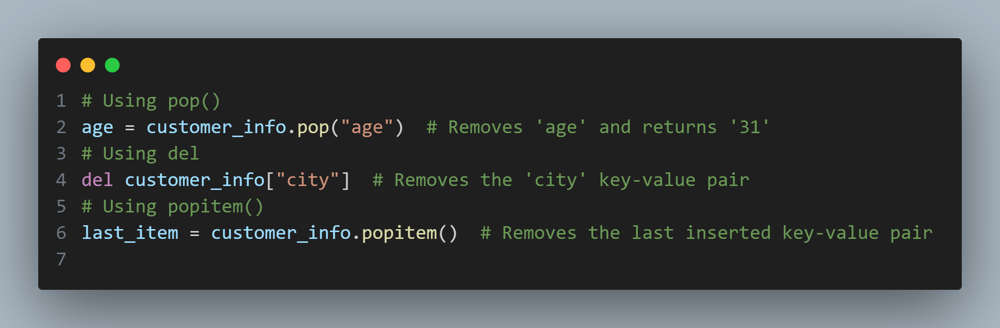 1 # Using pop()
2 age = customer_info.pop("age")  # Removes 'age' and returns '31'
3 # Using del
4 del customer_info["city"]  # Removes the 'city' key-value pair
5 # Using popitem()
6 last_item = customer_info.popitem()  # Removes the last inserted key-value pair
7